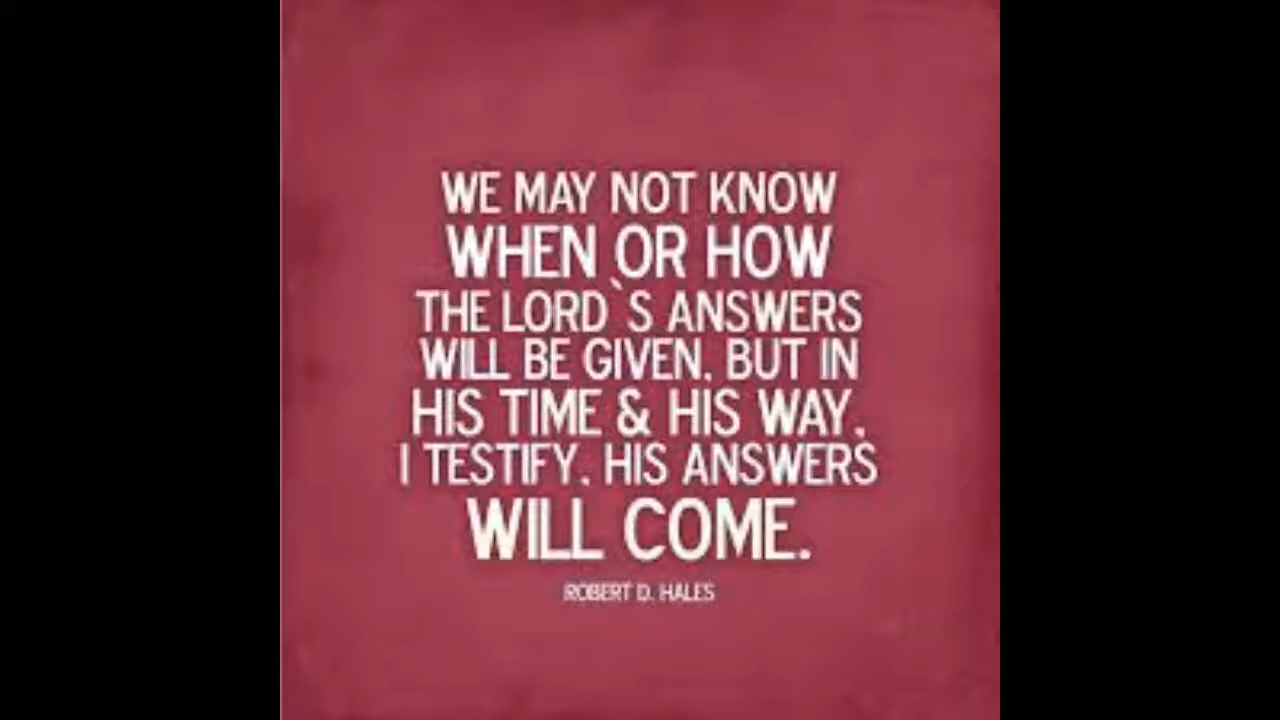 WE MAY NOT KNOW
WHEN OR HOW
THE LORD`S ANSWERS
WILL BE GIVEN, BUT IN
HIS TIME & HIS WAY,
I TESTIFY, HIS ANSWERS
WILL COME.
ROBERT D. HALES